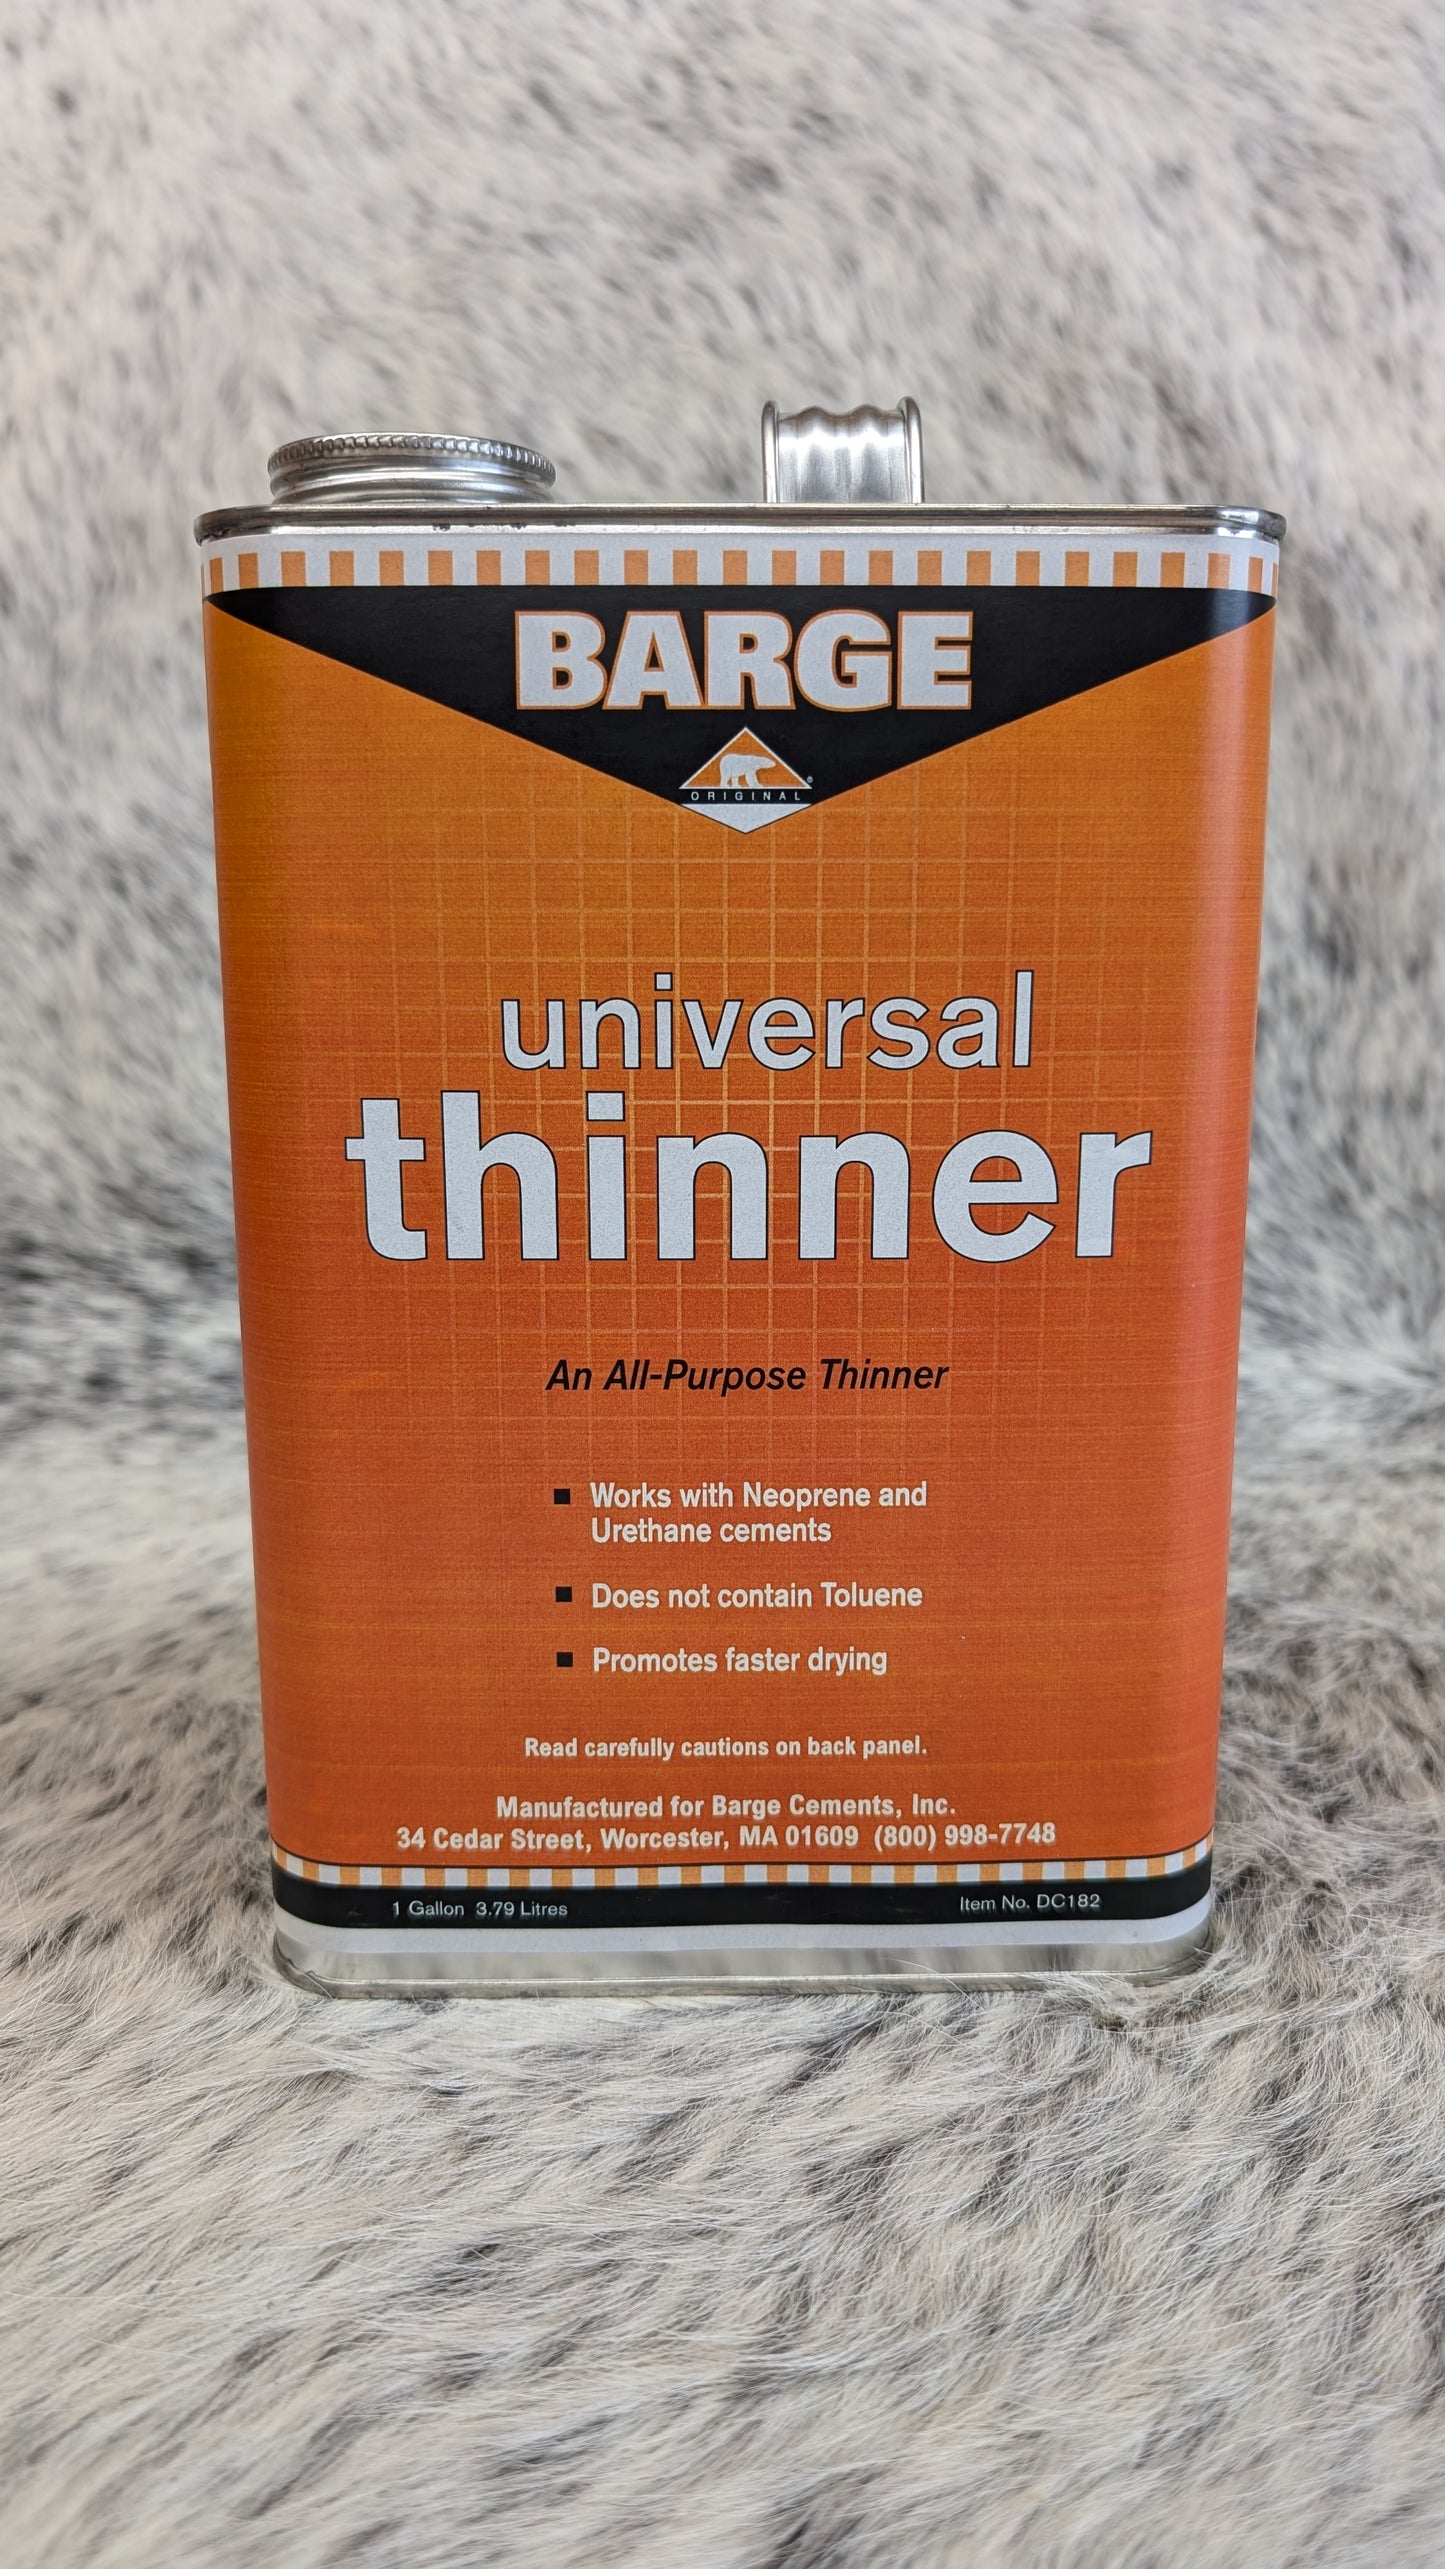 BARGE
ORIGINAL
universal
thinner
An All-Purpose Thinner
Works with Neoprene and
Urethane cements
Does not contain Toluene
Promotes faster drying
Read carefully cautions on back panel.
Manufactured for Barge Cements, Inc.
34 Cedar Street, Worcester, MA 01609 (800) 998-7748
1 Gallon 3.79 Litres
Item No. DC182